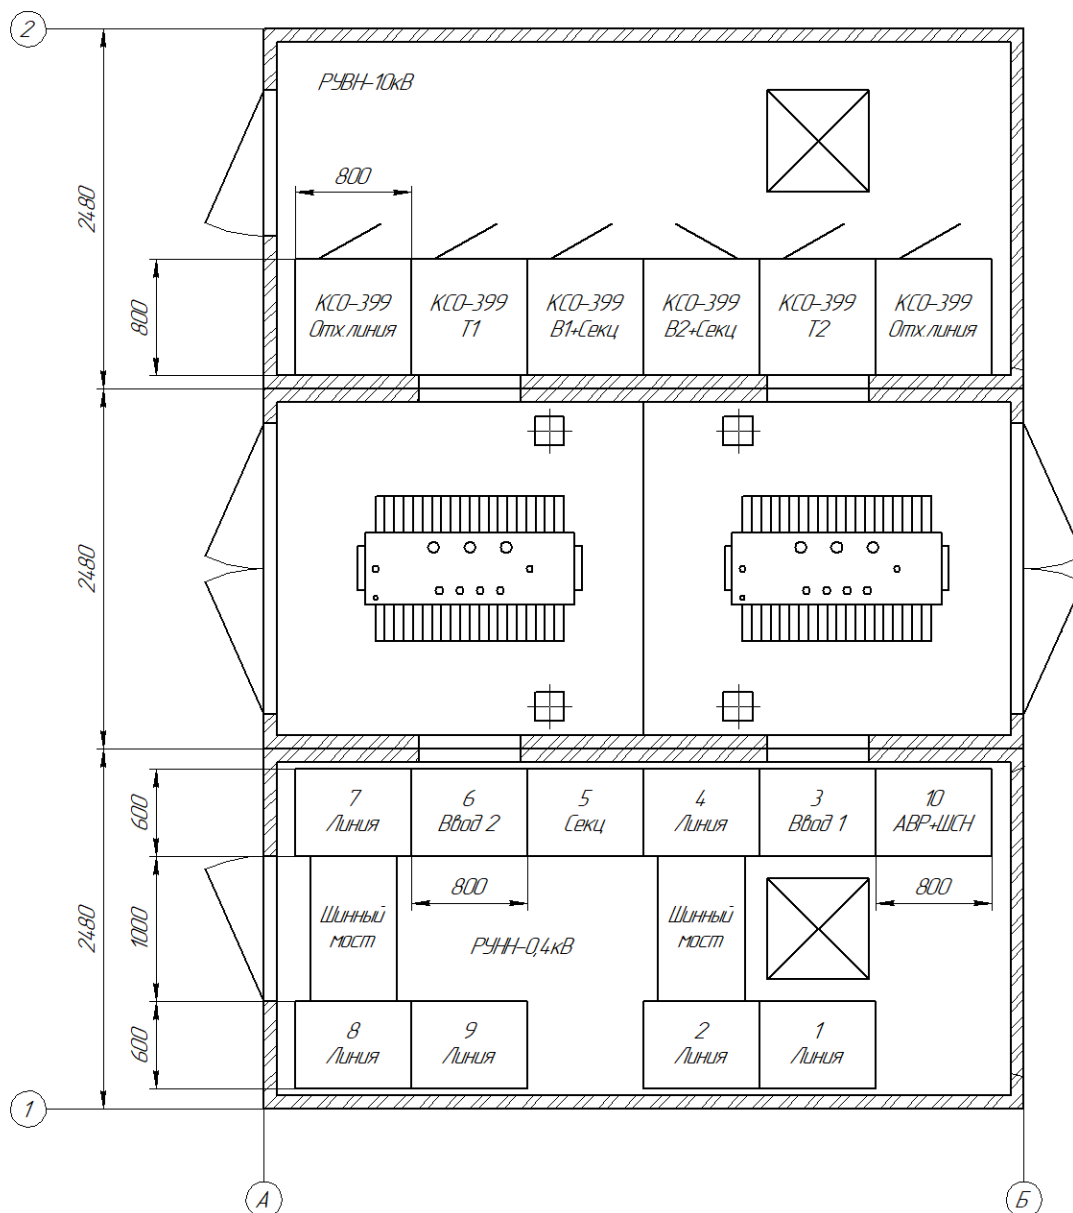 2
РУВН-10кВ
800
2480
800
КСО-399
Отх.линия
КСО-399
Т1
КСО-399
В1+Секц
КСО-399
В2+Секц
КСО-399
Т2
КСО-399
Отх.линия
2480
2480
600
7
Линия
6
Ввод 2
5
Секц
4
Линия
3
Ввод 1
10
АВР+ШСН
800
800
1000
Шинный
мост
РУНН-0,4кВ
Шинный
мост
600
8
Линия
9
Линия
2
Линия
1
Линия
1
А
Б